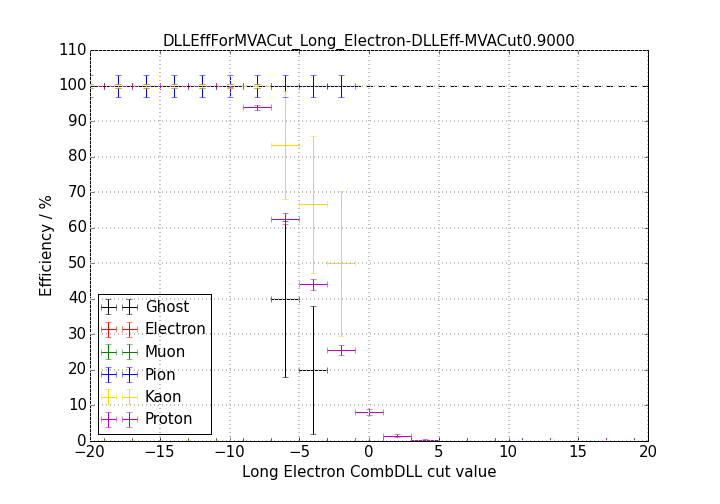 DLLEffForMVACut_Long_Electron-DLLEff-MVACut0.9000
110
100
90
80
70
60
50
40
30
20
10
0
Efficiency / %
Ghost
Electron
Muon
Pion
Kaon
Proton
−20 −15 −10 −5 0 5 10 15 20
Long Electron CombDLL cut value